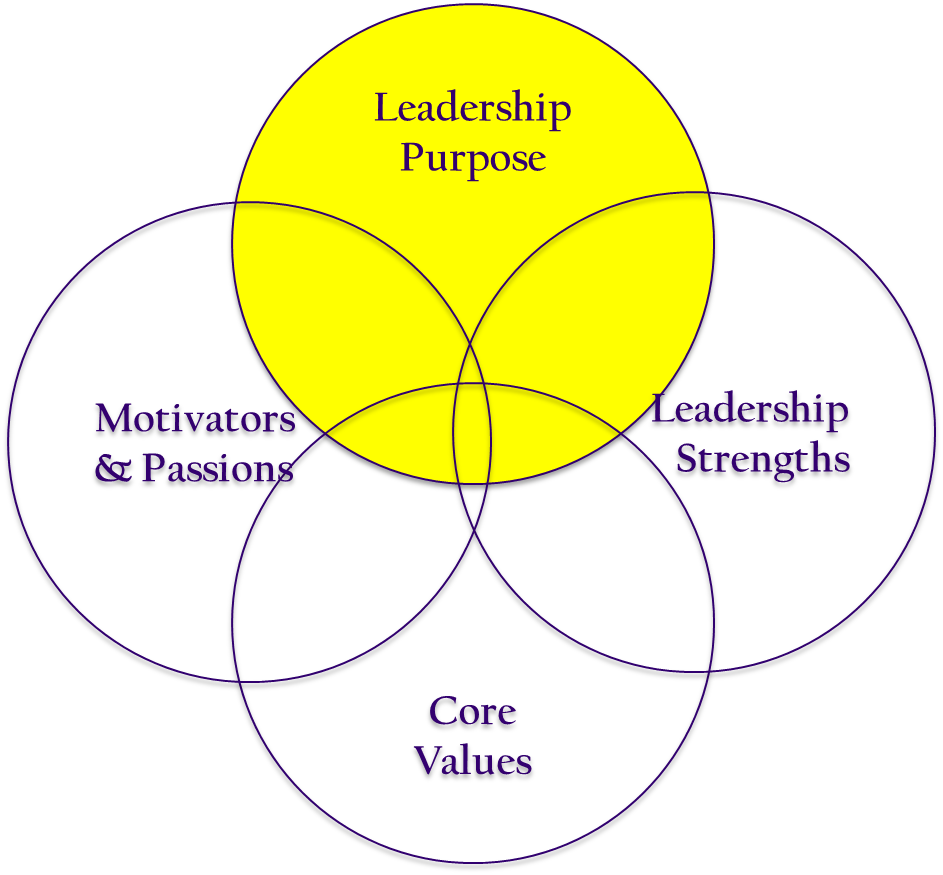 Leadership
Purpose
Motivators
& Passions
Leadership
Strengths
Core
Values